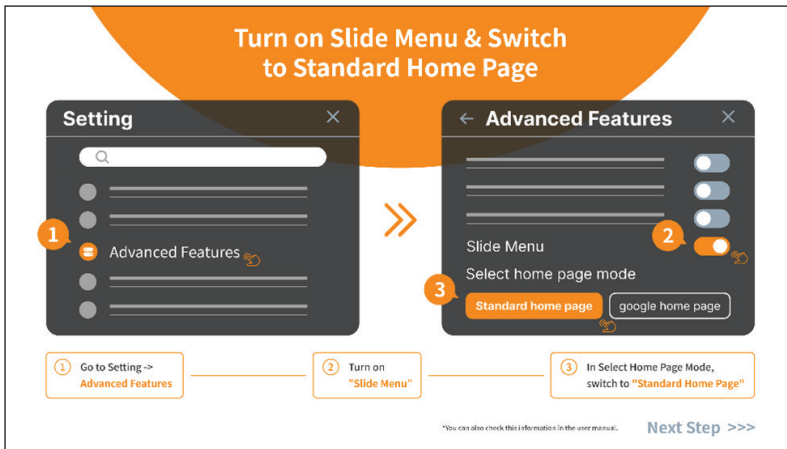 Turn on Slide Menu & Switch
to Standard Home Page
Setting
1
Advanced Features
Advanced Features
Slide Menu
2
Select home page mode
3
Standard home page
google home page
1 Go to Setting ->
Advanced Features
2 Turn on
"Slide Menu"
3 In Select Home Page Mode,
switch to "Standard Home Page"
*You can also check this information in the user manual.
Next Step >>>